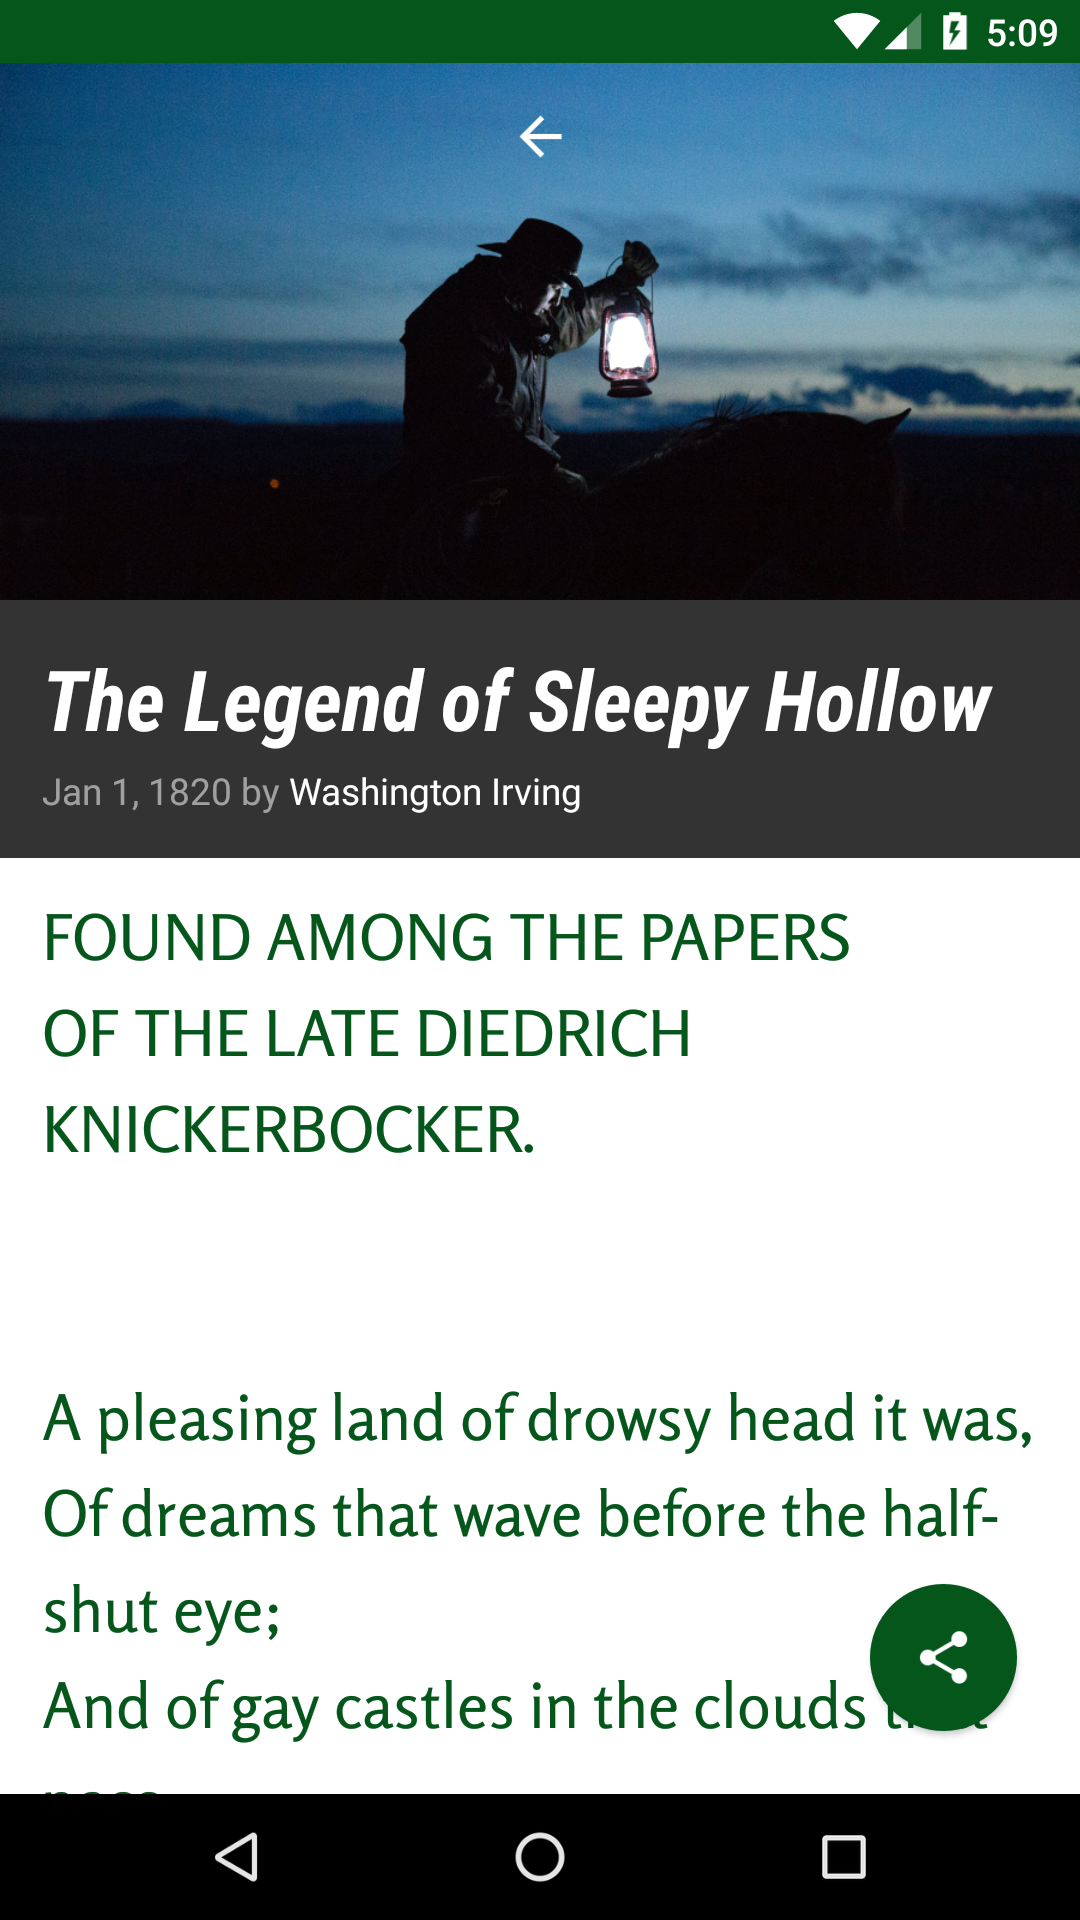 5:09
The Legend of Sleepy Hollow
Jan 1, 1820 by Washington Irving
FOUND AMONG THE PAPERS
OF THE LATE DIEDRICH
KNICKERBOCKER.
A pleasing land of drowsy head it was,
Of dreams that wave before the half-
shut eye;
And of gay castles in the clouds